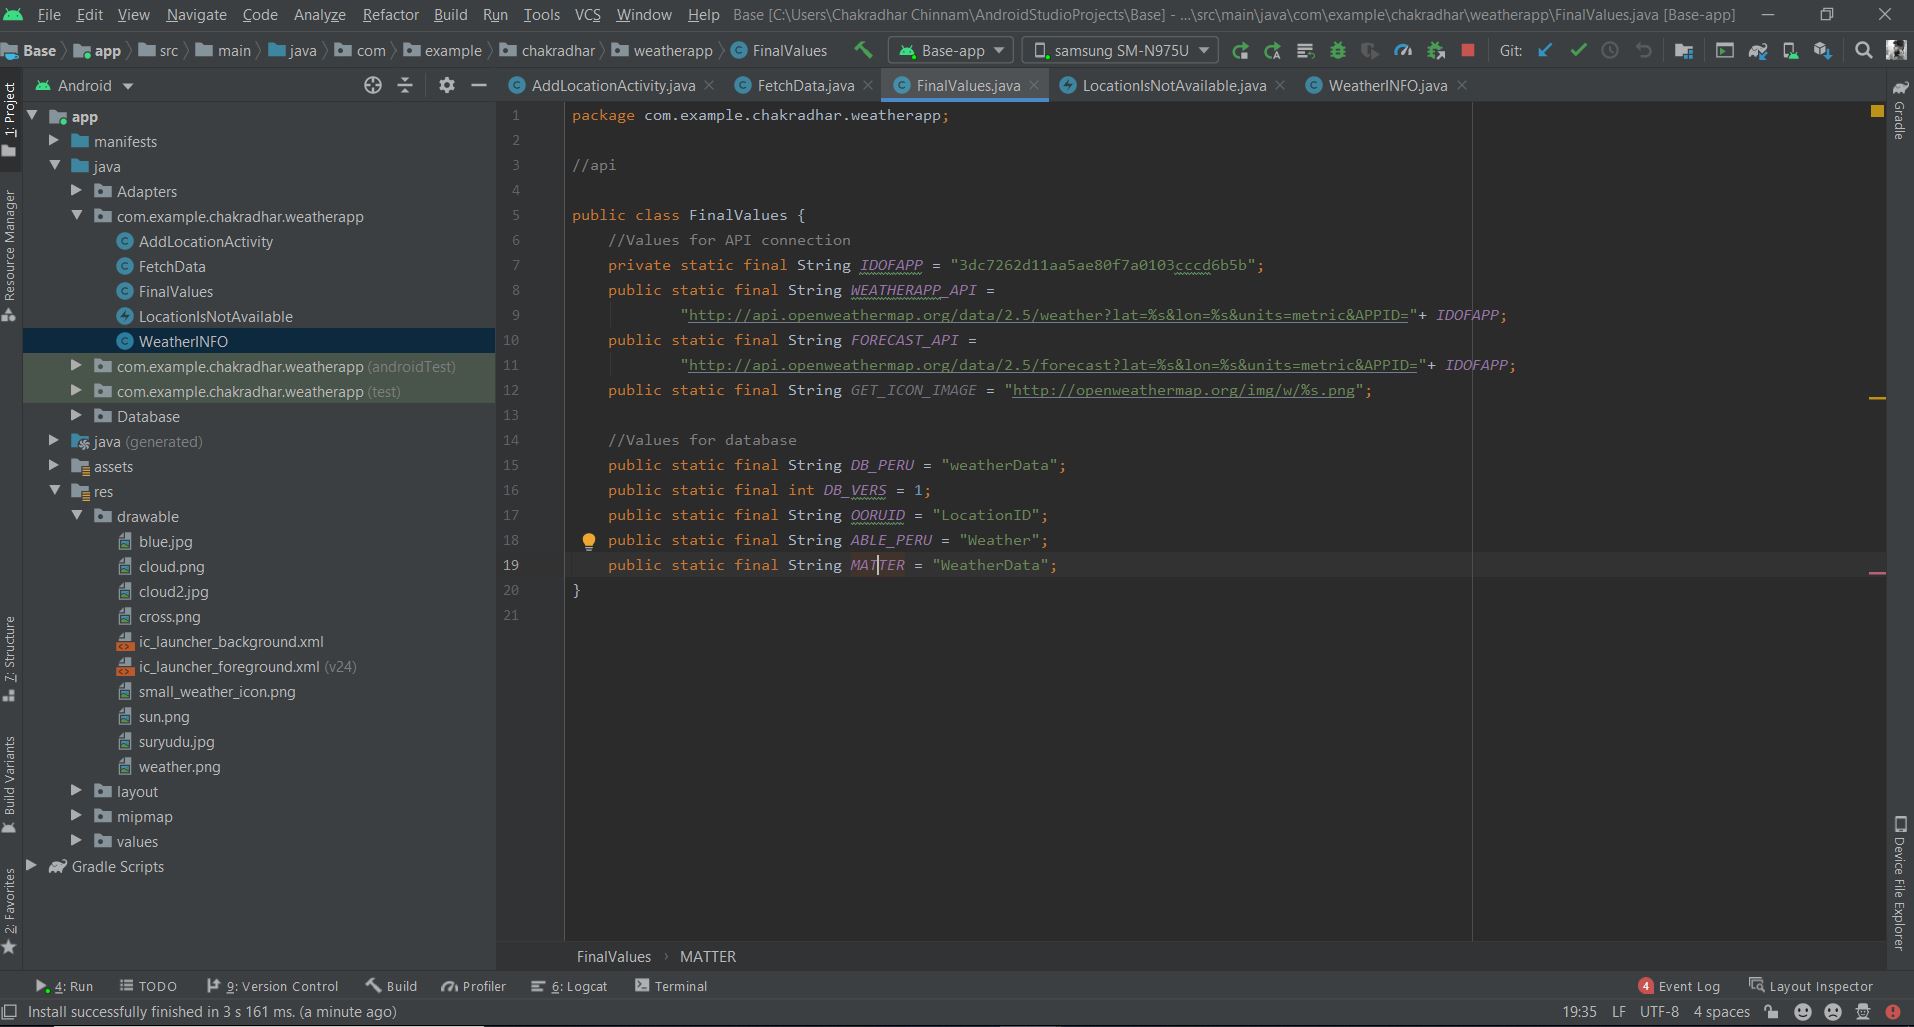 File Edit View Navigate Code Analyze Refactor Build Run Tools VCS Window Help Base [C:\Users\Chakradhar Chinnam\AndroidStudioProjects\Base] - ...\src\main\java\com\example\chakradhar\weatherapp\FinalValues.java [Base-app]
Base app src main java com example chakradhar weatherapp FinalValues Base-app samsung SM-N975U Git:
Android AddLocationActivity.java FetchData.java FinalValues.java LocationIsNotAvailable.java WeatherINFO.java
1: Project
Resource Manager
7: Structure
Build Variants
2: Favorites
app
manifests
java
Adapters
com.example.chakradhar.weatherapp
AddLocationActivity
FetchData
FinalValues
LocationIsNotAvailable
WeatherINFO
com.example.chakradhar.weatherapp (androidTest)
com.example.chakradhar.weatherapp (test)
Database
java (generated)
assets
res
drawable
blue.jpg
cloud.png
cloud2.jpg
cross.png
ic_launcher_background.xml
ic_launcher_foreground.xml (v24)
small_weather_icon.png
sun.png
suryudu.jpg
weather.png
layout
mipmap
values
Gradle Scripts
1 package com.example.chakradhar.weatherapp;
2
3 //api
4
5 public class FinalValues {
6 //Values for API connection
7 private static final String IDOFAPP = "3dc7262d11aa5ae80f7a0103cccd6b5b";
8 public static final String WEATHERAPP_API =
9 "http://api.openweathermap.org/data/2.5/weather?lat=%s&lon=%s&units=metric&APPID="+ IDOFAPP;
10 public static final String FORECAST_API =
11 "http://api.openweathermap.org/data/2.5/forecast?lat=%s&lon=%s&units=metric&APPID="+ IDOFAPP;
12 public static final String GET_ICON_IMAGE = "http://openweathermap.org/img/w/%s.png";
13
14 //Values for database
15 public static final String DB_PERU = "weatherData";
16 public static final int DB_VERS = 1;
17 public static final String OORUID = "LocationID";
18 public static final String ABLE_PERU = "Weather";
19 public static final String MATTER = "WeatherData";
20 }
21
Gradle
Device File Explorer
FinalValues MATTER
4: Run TODO 9: Version Control Build Profiler 6: Logcat Terminal 4 Event Log Layout Inspector
Install successfully finished in 3 s 161 ms. (a minute ago) 19:35 LF UTF-8 4 spaces